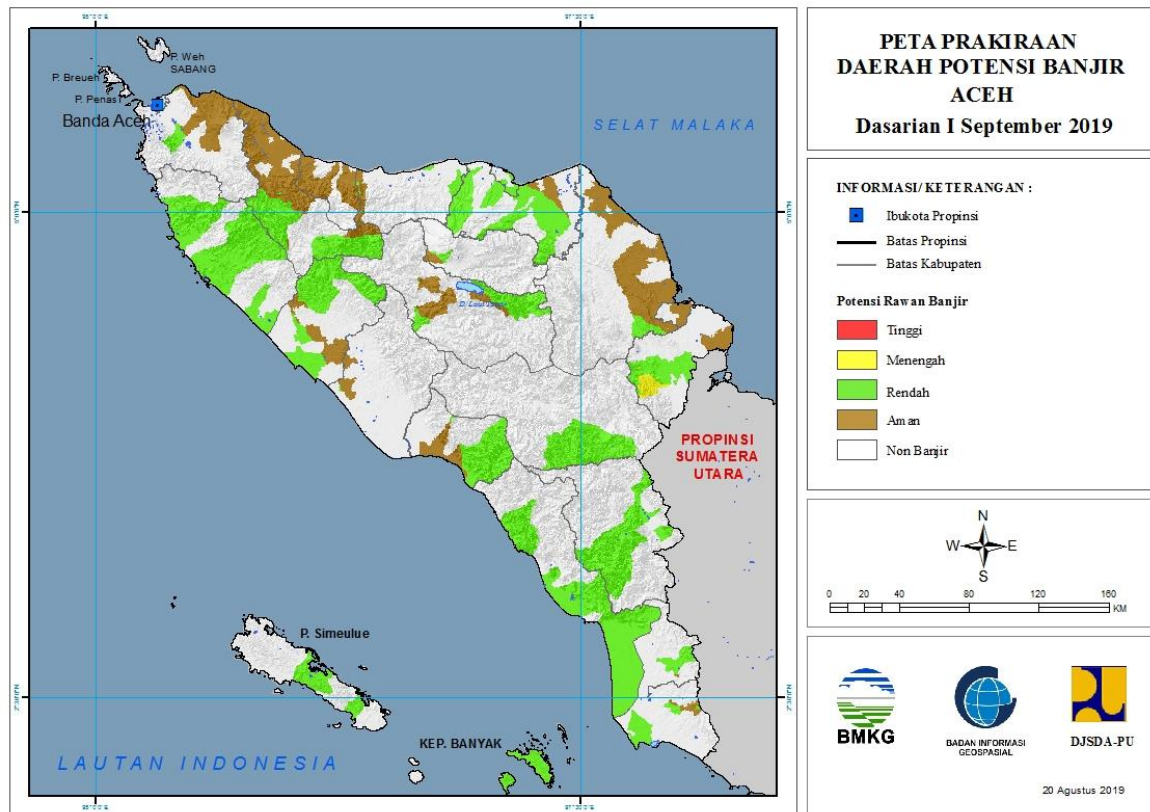 PETA PRAKIRAAN
DAERAH POTENSI BANJIR
ACEH
Dasarian I September 2019
INFORMASI/ KETERANGAN :
Ibukota Propinsi
Batas Propinsi
Batas Kabupaten
Potensi Rawan Banjir
Tinggi
Menengah
Rendah
Aman
Non Banjir
N
W
E
S
0 20 40 80 120 160
KM
BMKG
BADAN INFORMASI
GEOSPASIAL
DJSDA-PU
20 Agustus 2019
P. Weh
SABANG
P. Breueh
P. Penasi
Banda Aceh
SELAT MALAKA
PROPINSI
SUMATERA
UTARA
P. Simeulue
KEP. BANYAK
LAUTAN INDONESIA